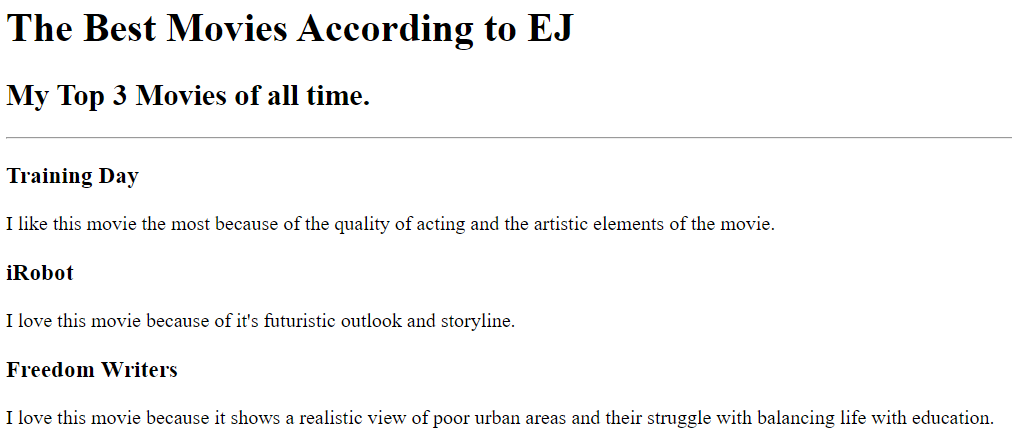 The Best Movies According to EJ
My Top 3 Movies of all time.
Training Day
I like this movie the most because of the quality of acting and the artistic elements of the movie.
iRobot
I love this movie because of it's futuristic outlook and storyline.
Freedom Writers
I love this movie because it shows a realistic view of poor urban areas and their struggle with balancing life with education.